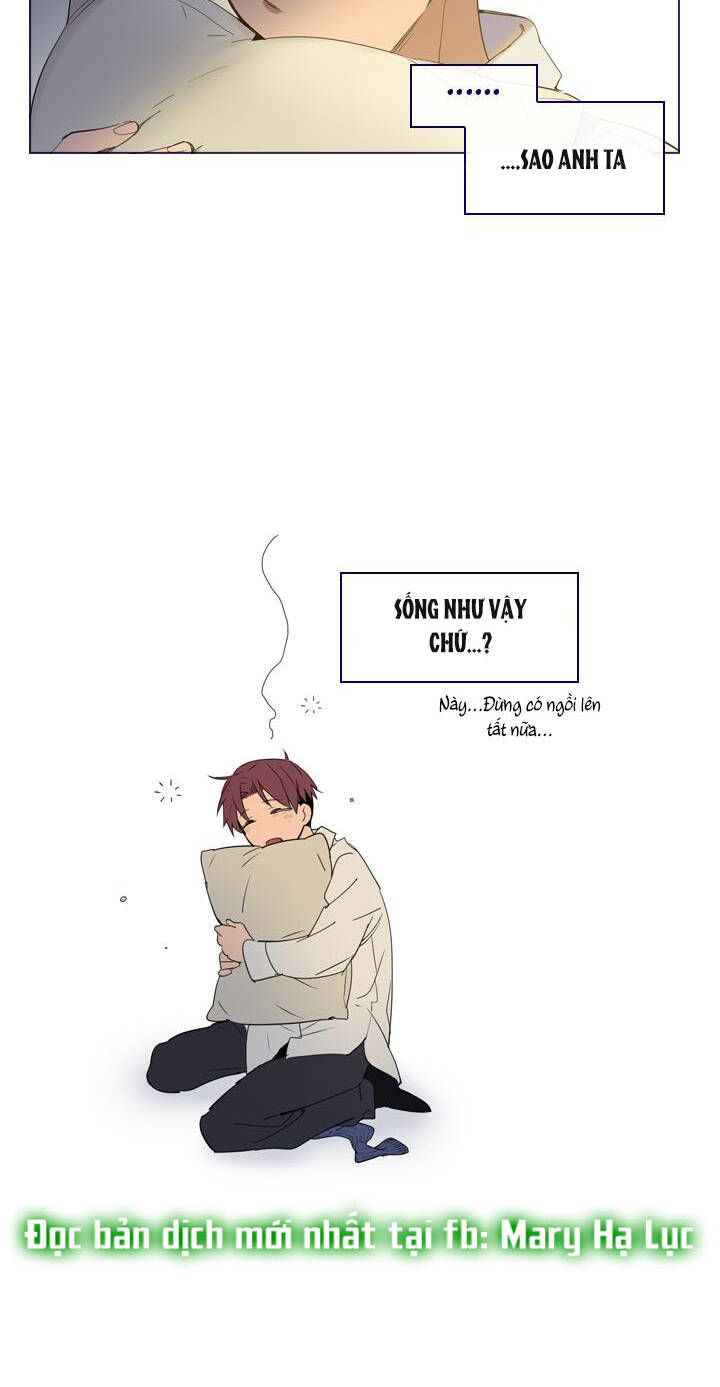 ......
....SAO ANH TA
SỐNG NHƯ VẬY
CHỨ...?
Này...Đừng có ngồi lên
tất nữa...
Đọc bản dịch mới nhất tại fb: Mary Hạ Lục